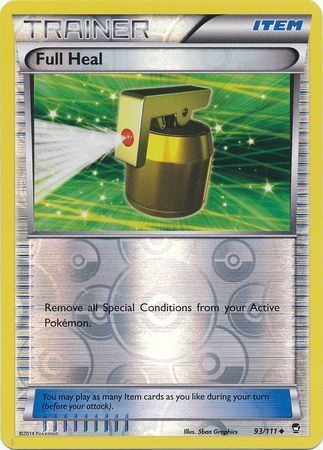 TRAINER
ITEM
Full Heal
Remove all Special Conditions from your Active
Pokémon.
You may play as many Item cards as you like during your turn
(before your attack).
©2014 Pokémon
Illus. 5ban Graphics
93/111